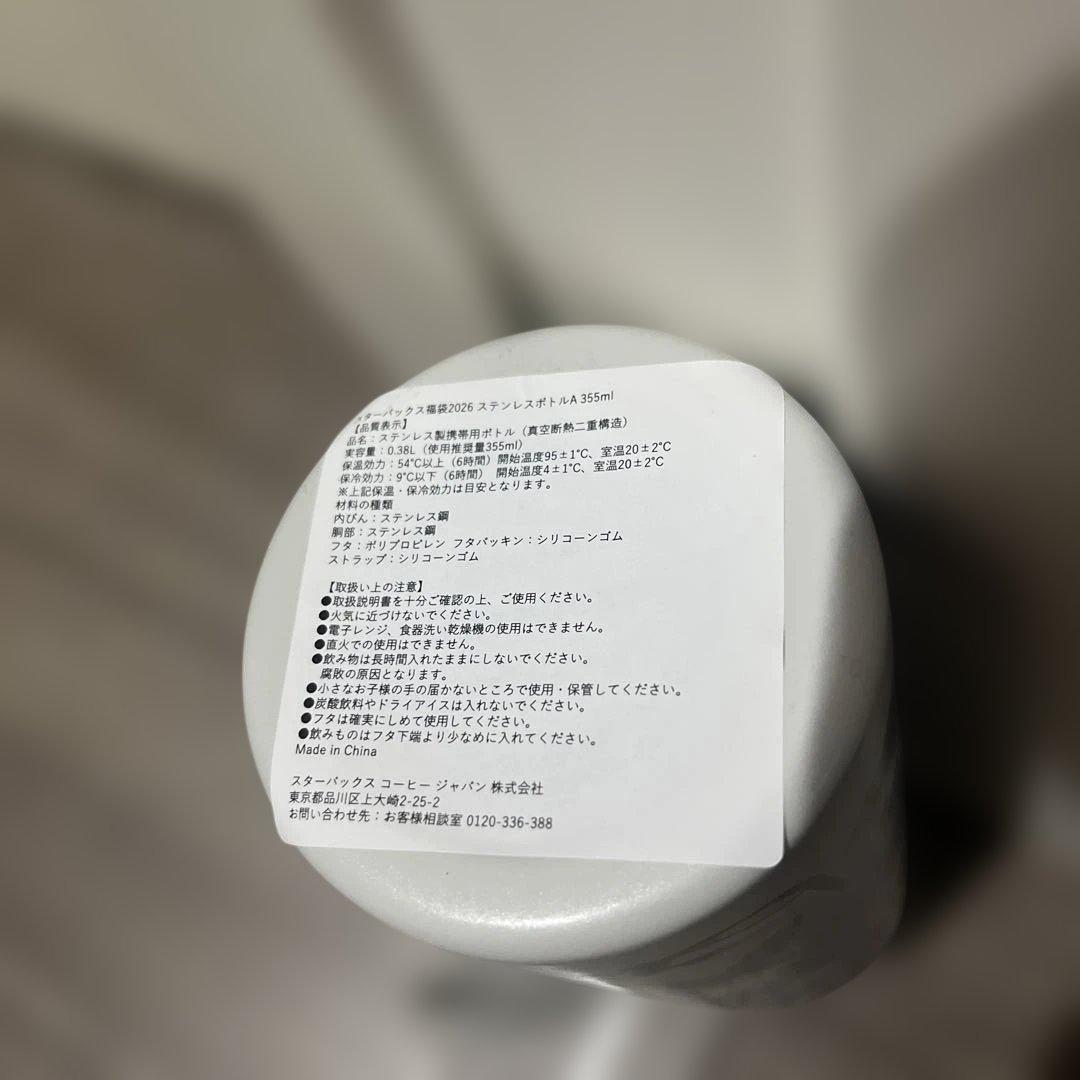 スターバックス福袋2026 ステンレスボトルA 355ml
【品質表示】
品名：ステンレス製携帯用ボトル（真空断熱二重構造）
実容量：0.38L（使用推奨量355ml）
保温効力：54°C以上（6時間）開始温度95±1°C、室温20±2°C
保冷効力：9°C以下（6時間） 開始温度4±1°C、室温20±2°C
※上記保温・保冷効力は目安となります。
材料の種類
内びん：ステンレス鋼
胴部：ステンレス鋼
フタ：ポリプロピレン フタパッキン：シリコーンゴム
ストラップ：シリコーンゴム
【取扱い上の注意】
●取扱説明書を十分ご確認の上、ご使用ください。
●火気に近づけないでください。
●電子レンジ、食器洗い乾燥機の使用はできません。
●直火での使用はできません。
●飲み物は長時間入れたままにしないでください。
腐敗の原因となります。
●小さなお子様の手の届かないところで使用・保管してください。
●炭酸飲料やドライアイスは入れないでください。
●フタは確実にしめて使用してください。
●飲みものはフタ下端より少なめに入れてください。
Made in China
スターバックス コーヒー ジャパン 株式会社
東京都品川区上大崎2-25-2
お問い合わせ先：お客様相談室 0120-336-388